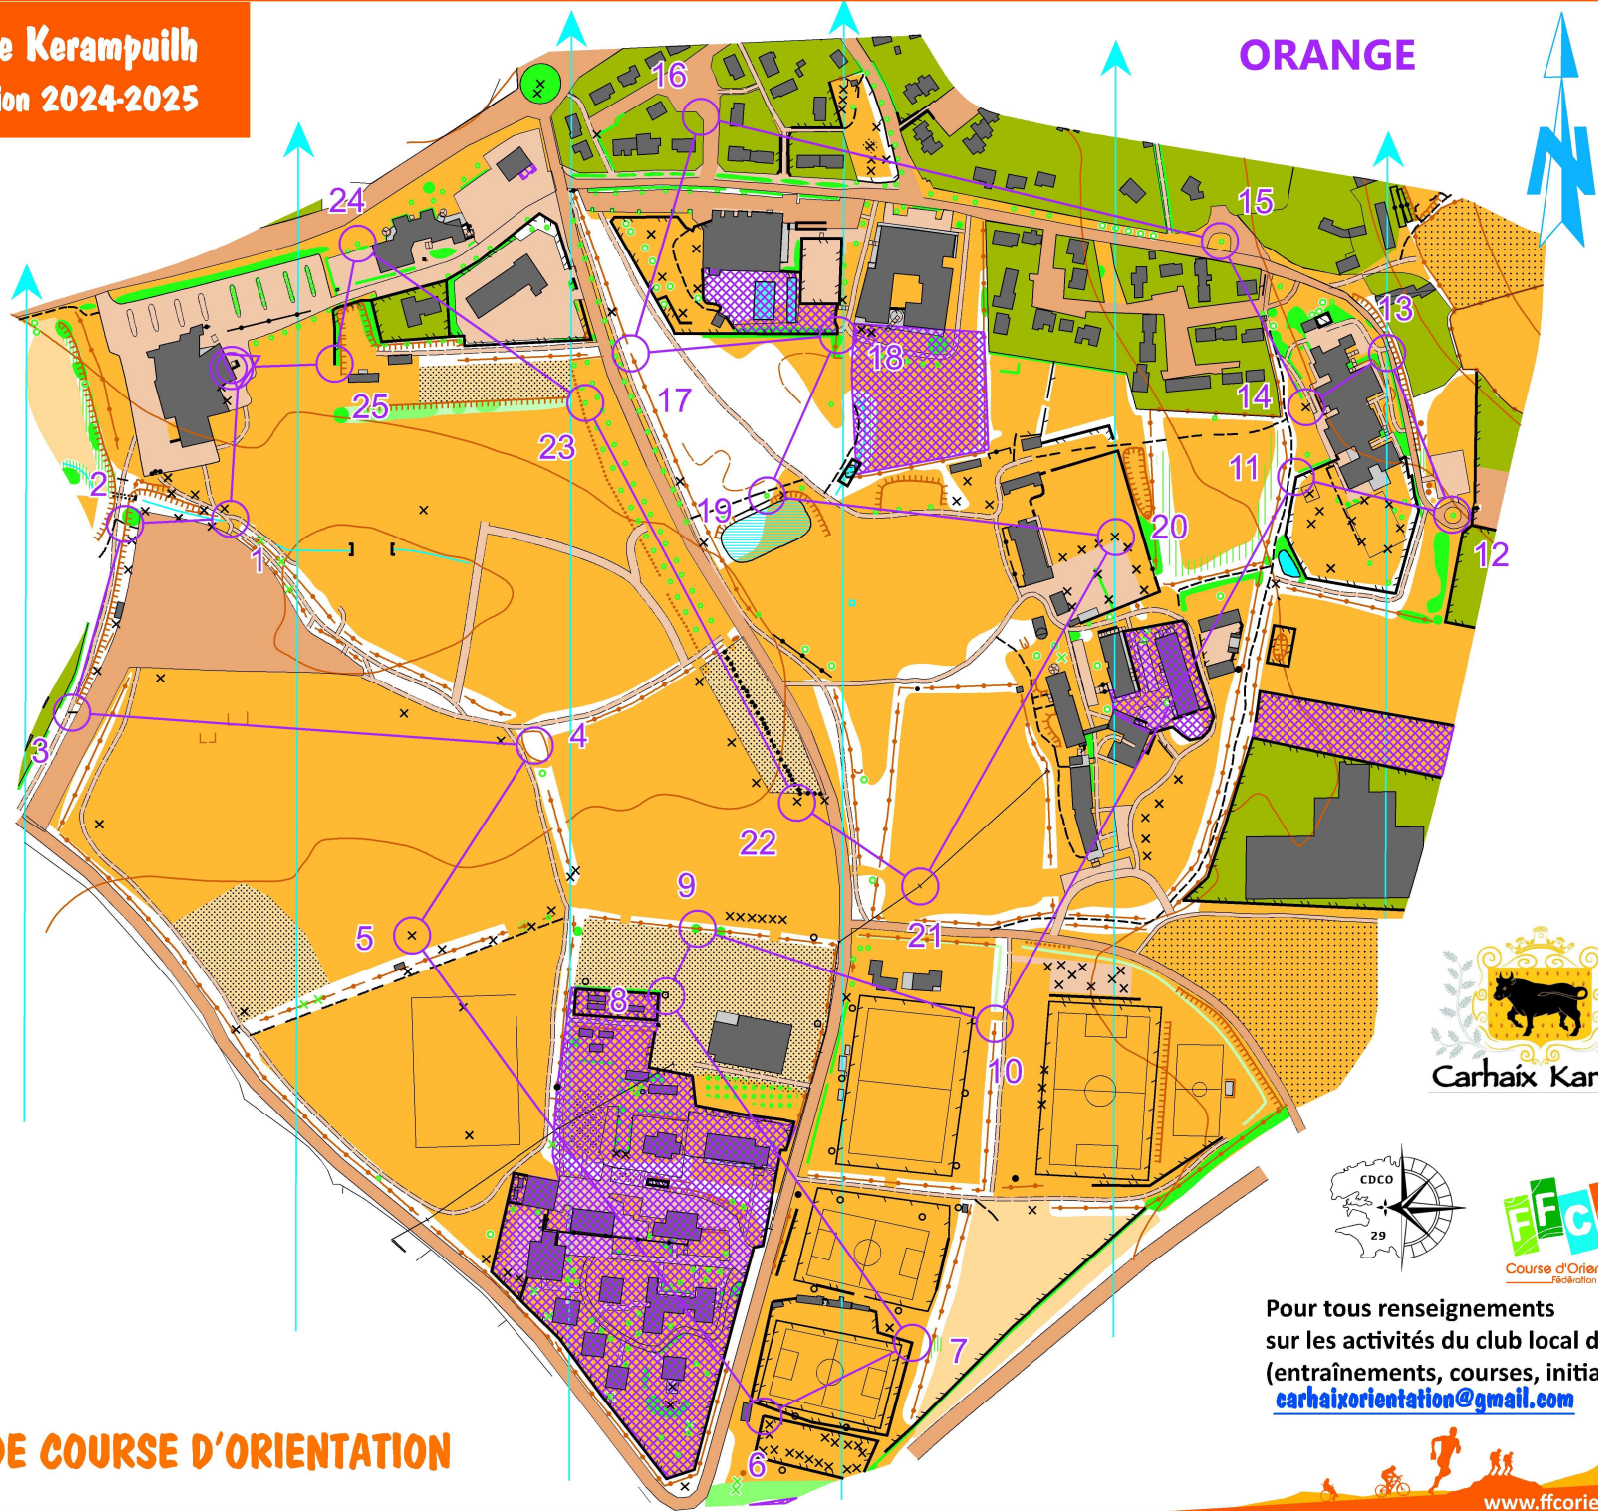 e Kerampuilh
ion 2024-2025
ORANGE
16
24
15
13
18
17
25
14
23
11
2
19
20
1
12
3
4
22
9
5
21
8
10
7
6
N
Carhaix Kar
CDCO
29
FFC
Course d'Orien
Fédération
Pour tous renseignements
sur les activités du club local d
(entraînements, courses, initia
carhaixorientation@gmail.com
DE COURSE D'ORIENTATION
www.ffcorie